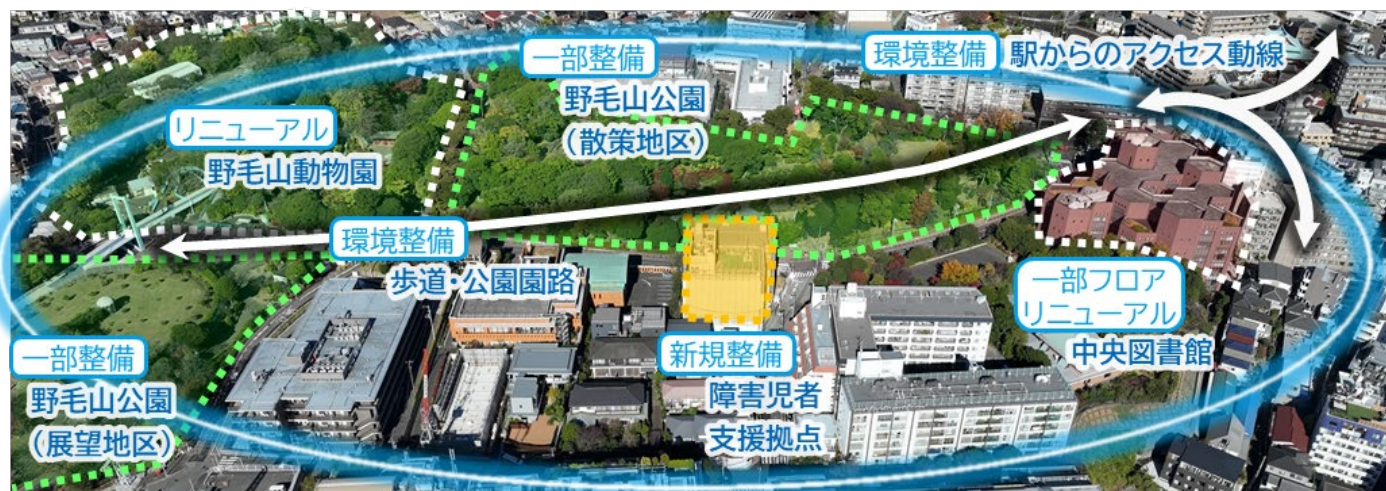 一部整備
野毛山公園
（散策地区）
環境整備
駅からのアクセス動線
リニューアル
野毛山動物園
環境整備
歩道・公園園路
一部フロア
リニューアル
中央図書館
一部整備
野毛山公園
（展望地区）
新規整備
障害児者
支援拠点